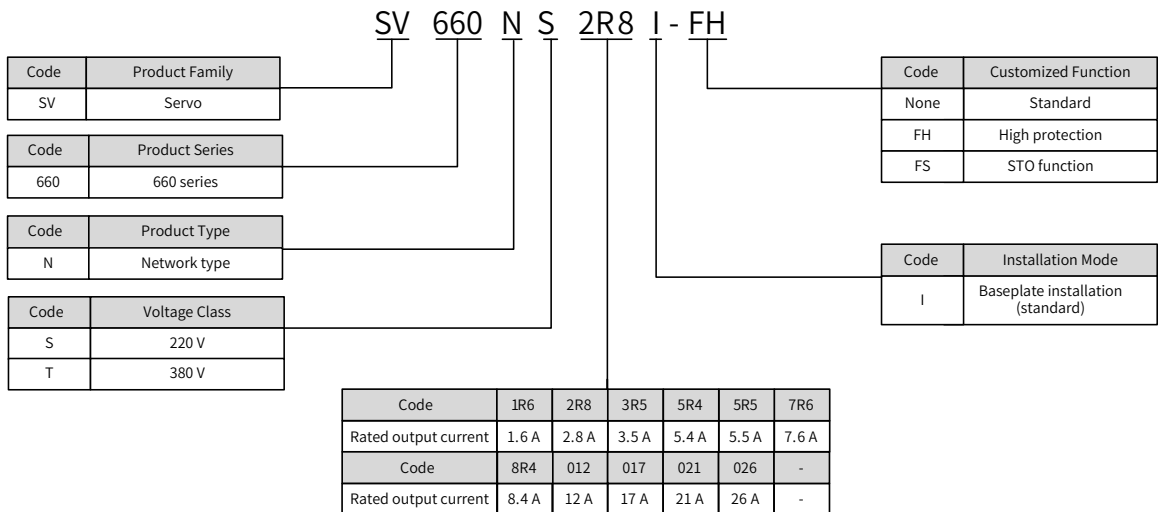 SV 660 N S 2R8 I - FH
Code Product Family
SV Servo
Code Product Series
660 660 series
Code Product Type
N Network type
Code Voltage Class
S 220 V
T 380 V
Code Customized Function
None Standard
FH High protection
FS STO function
Code Installation Mode
I Baseplate installation
(standard)
Code 1R6 2R8 3R5 5R4 5R5 7R6
Rated output current 1.6 A 2.8 A 3.5 A 5.4 A 5.5 A 7.6 A
Code 8R4 012 017 021 026 -
Rated output current 8.4 A 12 A 17 A 21 A 26 A -